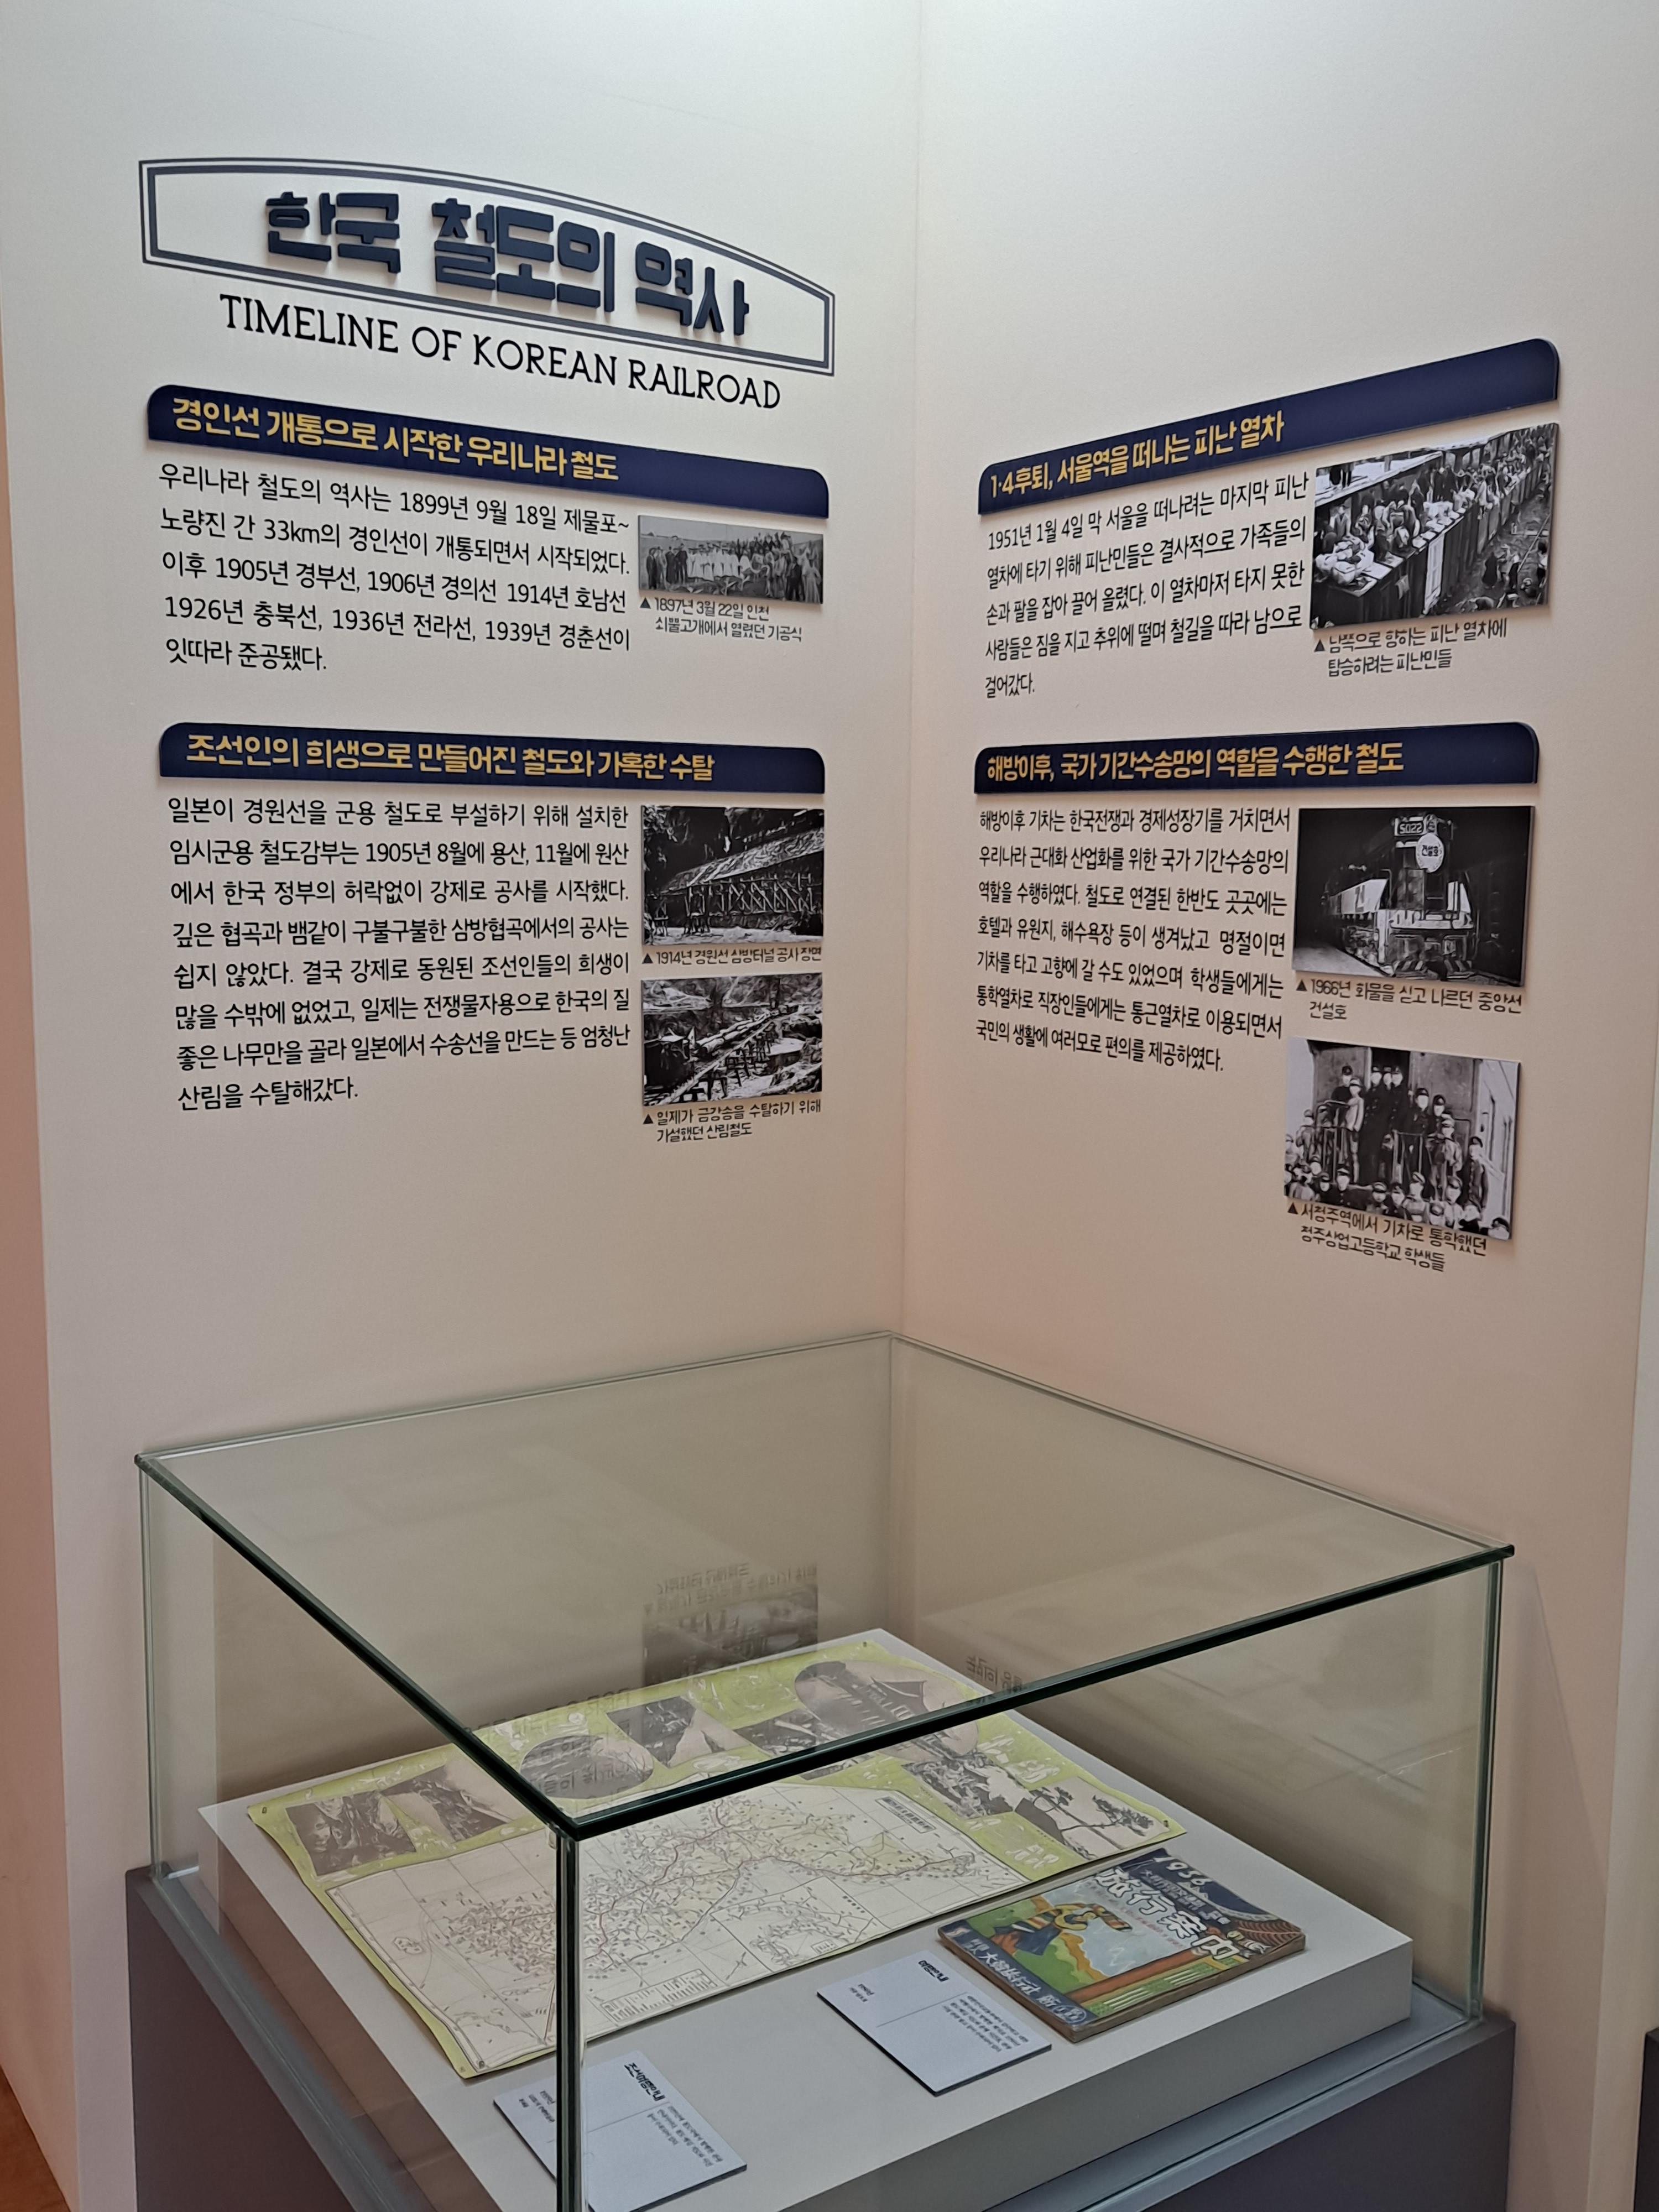 한국 철도의 역사
TIMELINE OF KOREAN RAILROAD
경인선 개통으로 시작한 우리나라 철도
우리나라 철도의 역사는 1899년 9월 18일 제물포~
노량진 간 33km의 경인선이 개통되면서 시작되었다.
이후 1905년 경부선, 1906년 경의선 1914년 호남선
1926년 충북선, 1936년 전라선, 1939년 경춘선이
잇따라 준공됐다.
▲ 1897년 3월 22일 인천
쇠뿔고개에서 열렸던 기공식
조선인의 희생으로 만들어진 철도와 가혹한 수탈
일본이 경원선을 군용 철도로 부설하기 위해 설치한
임시군용 철도감부는 1905년 8월에 용산, 11월에 원산
에서 한국 정부의 허락없이 강제로 공사를 시작했다.
깊은 협곡과 뱀같이 구불구불한 삼방협곡에서의 공사는
쉽지 않았다. 결국 강제로 동원된 조선인들의 희생이
많을 수밖에 없었고, 일제는 전쟁물자용으로 한국의 질
좋은 나무만을 골라 일본에서 수송선을 만드는 등 엄청난
산림을 수탈해갔다.
▲ 1914년 경원선 삼방터널 공사 장면
▲ 일제가 금강송을 수탈하기 위해
가설했던 산림철도
1·4후퇴, 서울역을 떠나는 피난 열차
1951년 1월 4일 막 서울을 떠나려는 마지막 피난
열차에 타기 위해 피난민들은 결사적으로 가족들의
손과 팔을 잡아 끌어 올렸다. 이 열차마저 타지 못한
사람들은 짐을 지고 추위에 떨며 철길을 따라 남으로
걸어갔다.
▲ 남쪽으로 향하는 피난 열차에
탑승하려는 피난민들
해방이후, 국가 기간수송망의 역할을 수행한 철도
해방이후 기차는 한국전쟁과 경제성장기를 거치면서
우리나라 근대화 산업화를 위한 국가 기간수송망의
역할을 수행하였다. 철도로 연결된 한반도 곳곳에는
호텔과 유원지, 해수욕장 등이 생겨났고 명절이면
기차를 타고 고향에 갈 수도 있었으며 학생들에게는
통학열차로 직장인들에게는 통근열차로 이용되면서
국민의 생활에 여러모로 편의를 제공하였다.
5022
건설호
▲ 1966년 화물을 싣고 나르던 중앙선
건설호
▲ 서청주역에서 기차로 통학했던
청주상업고등학교 학생들
1956
旅行案內
여행안내
조선여행안내